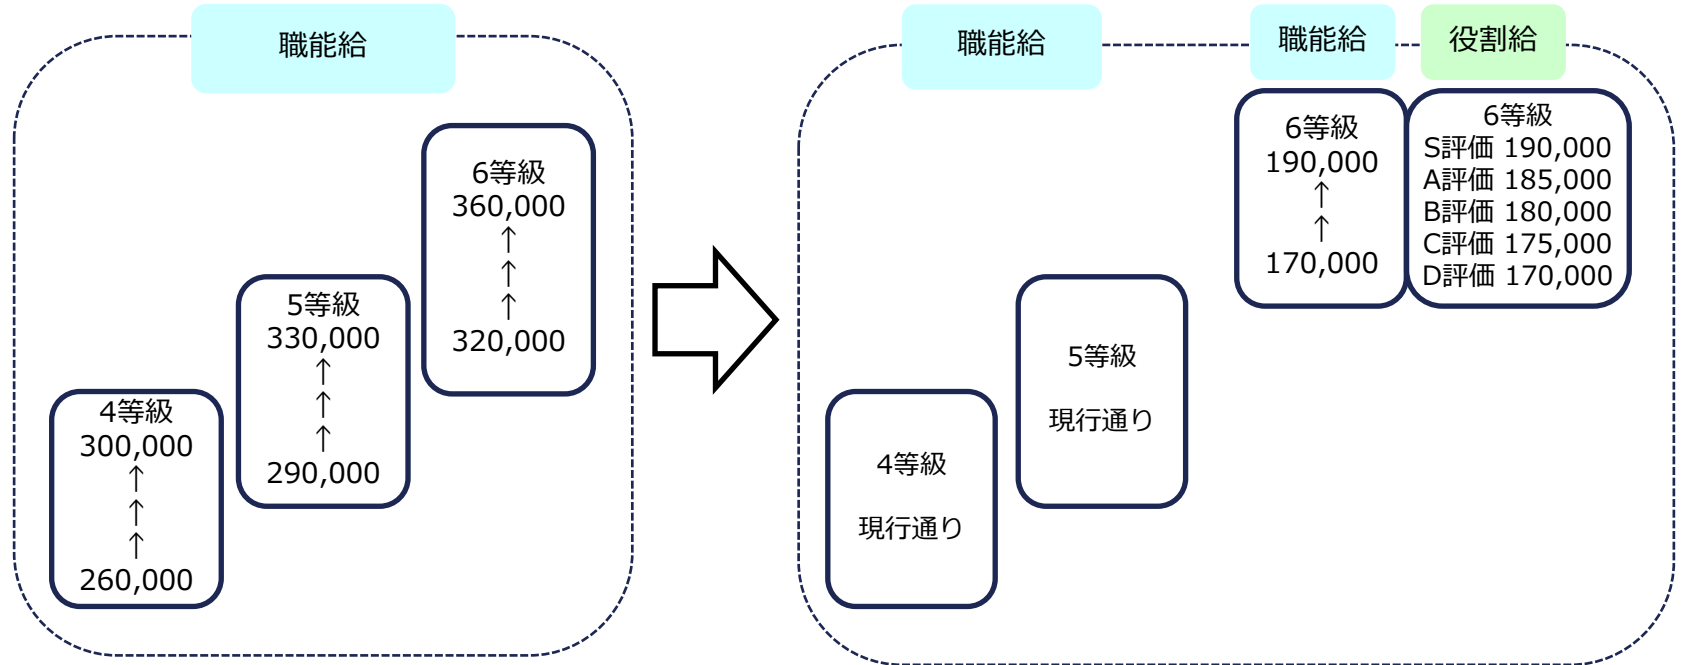 職能給
4等級
300,000
↑
↑
↑
260,000
5等級
330,000
↑
↑
↑
290,000
6等級
360,000
↑
↑
↑
320,000
職能給
4等級
現行通り
5等級
現行通り
職能給
6等級
190,000
↑
↑
170,000
役割給
6等級
S評価 190,000
A評価 185,000
B評価 180,000
C評価 175,000
D評価 170,000